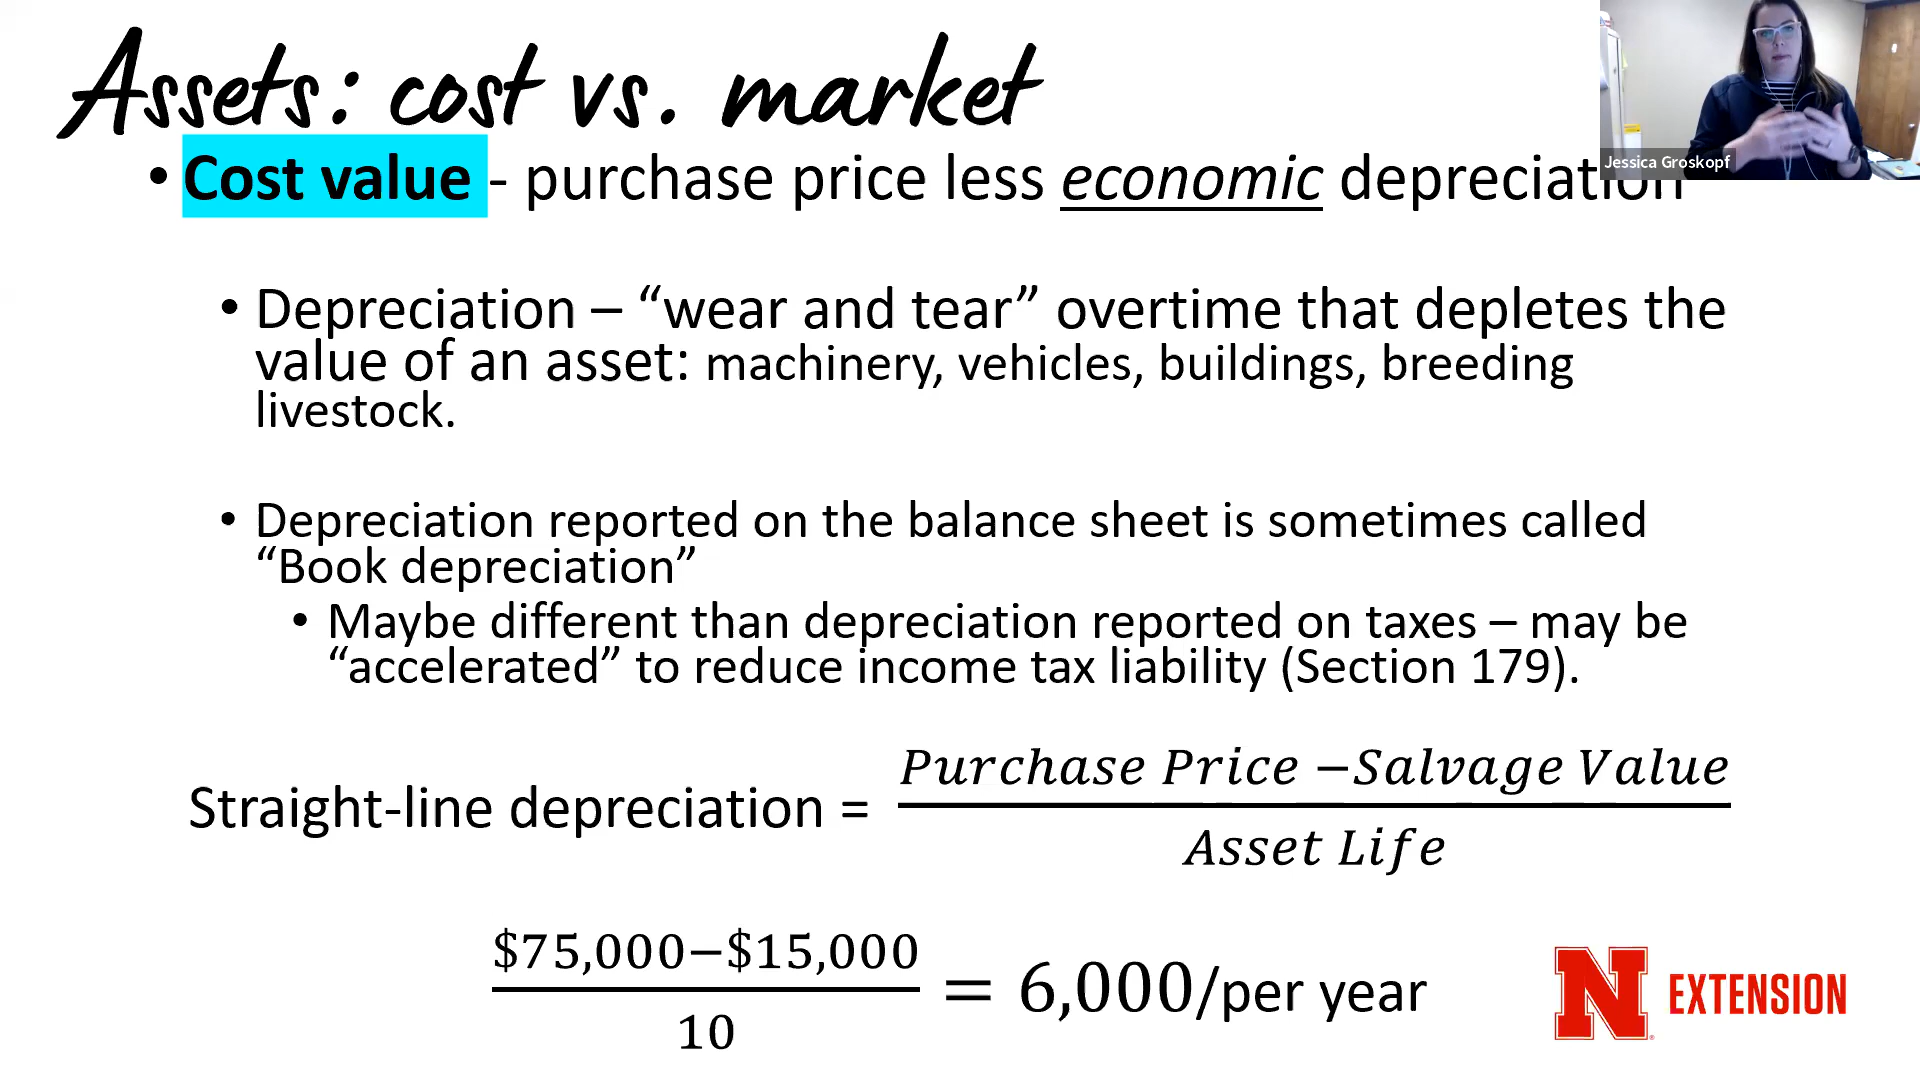 Assets: cost vs. market
Jessica Groskopf
• Cost value - purchase price less economic depreciation
• Depreciation – “wear and tear” overtime that depletes the
value of an asset: machinery, vehicles, buildings, breeding
livestock.
• Depreciation reported on the balance sheet is sometimes called
“Book depreciation”
• Maybe different than depreciation reported on taxes – may be
“accelerated” to reduce income tax liability (Section 179).
Purchase Price −Salvage Value
Straight-line depreciation =
Asset Life
$75,000−$15,000
= 6,000/per year
10
N EXTENSION